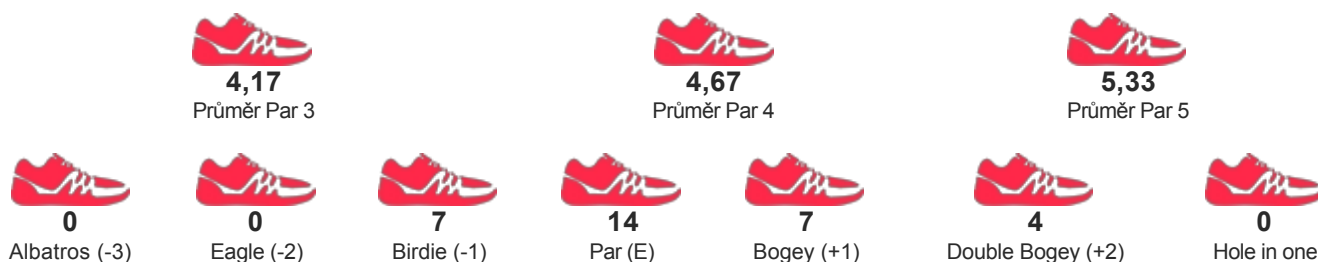 4,17 4,67 5,33
Průměr Par 3 Průměr Par 4 Průměr Par 5
0 0 7 14 7 4 0
Albatros (-3) Eagle (-2) Birdie (-1) Par (E) Bogey (+1) Double Bogey (+2) Hole in one